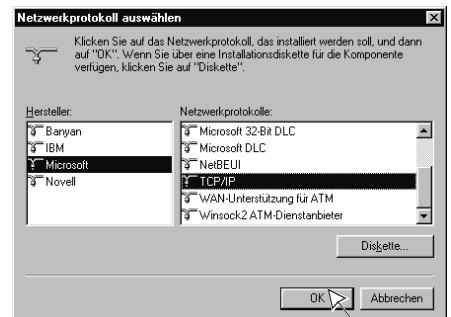 Netzwerkprotokoll auswählen
Klicken Sie auf das Netzwerkprotokoll, das installiert werden soll, und dann
auf "OK". Wenn Sie über eine Installationsdiskette für die Komponente
verfügen, klicken Sie auf "Diskette".
Hersteller:
Banyan
IBM
Microsoft
Novell
Netzwerkprotokolle:
Microsoft 32-Bit DLC
Microsoft DLC
NetBEUI
TCP/IP
WAN-Unterstützung für ATM
Winsock2 ATM-Dienstanbieter
Diskette...
OK
Abbrechen